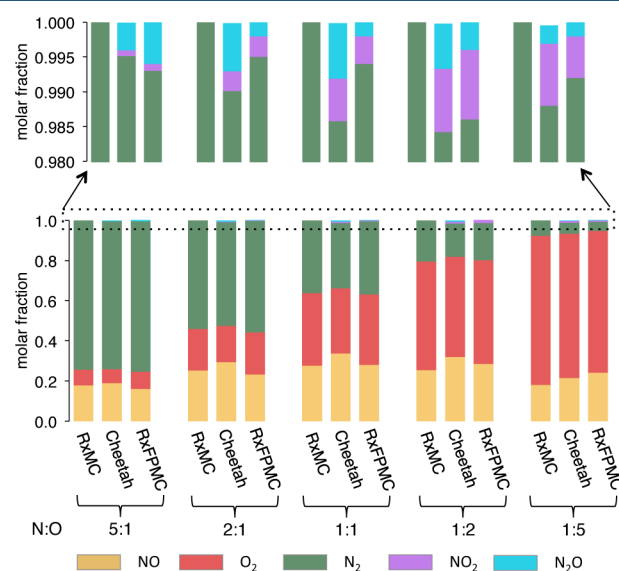 molar fraction
1.000
0.995
0.990
0.985
0.980
molar fraction
1.0
0.8
0.6
0.4
0.2
0.0
RxMC Cheetah RxFPMC RxMC Cheetah RxFPMC RxMC Cheetah RxFPMC RxMC Cheetah RxFPMC RxMC Cheetah RxFPMC
N:O 5:1 2:1 1:1 1:2 1:5
NO O₂ N₂ NO₂ N₂O